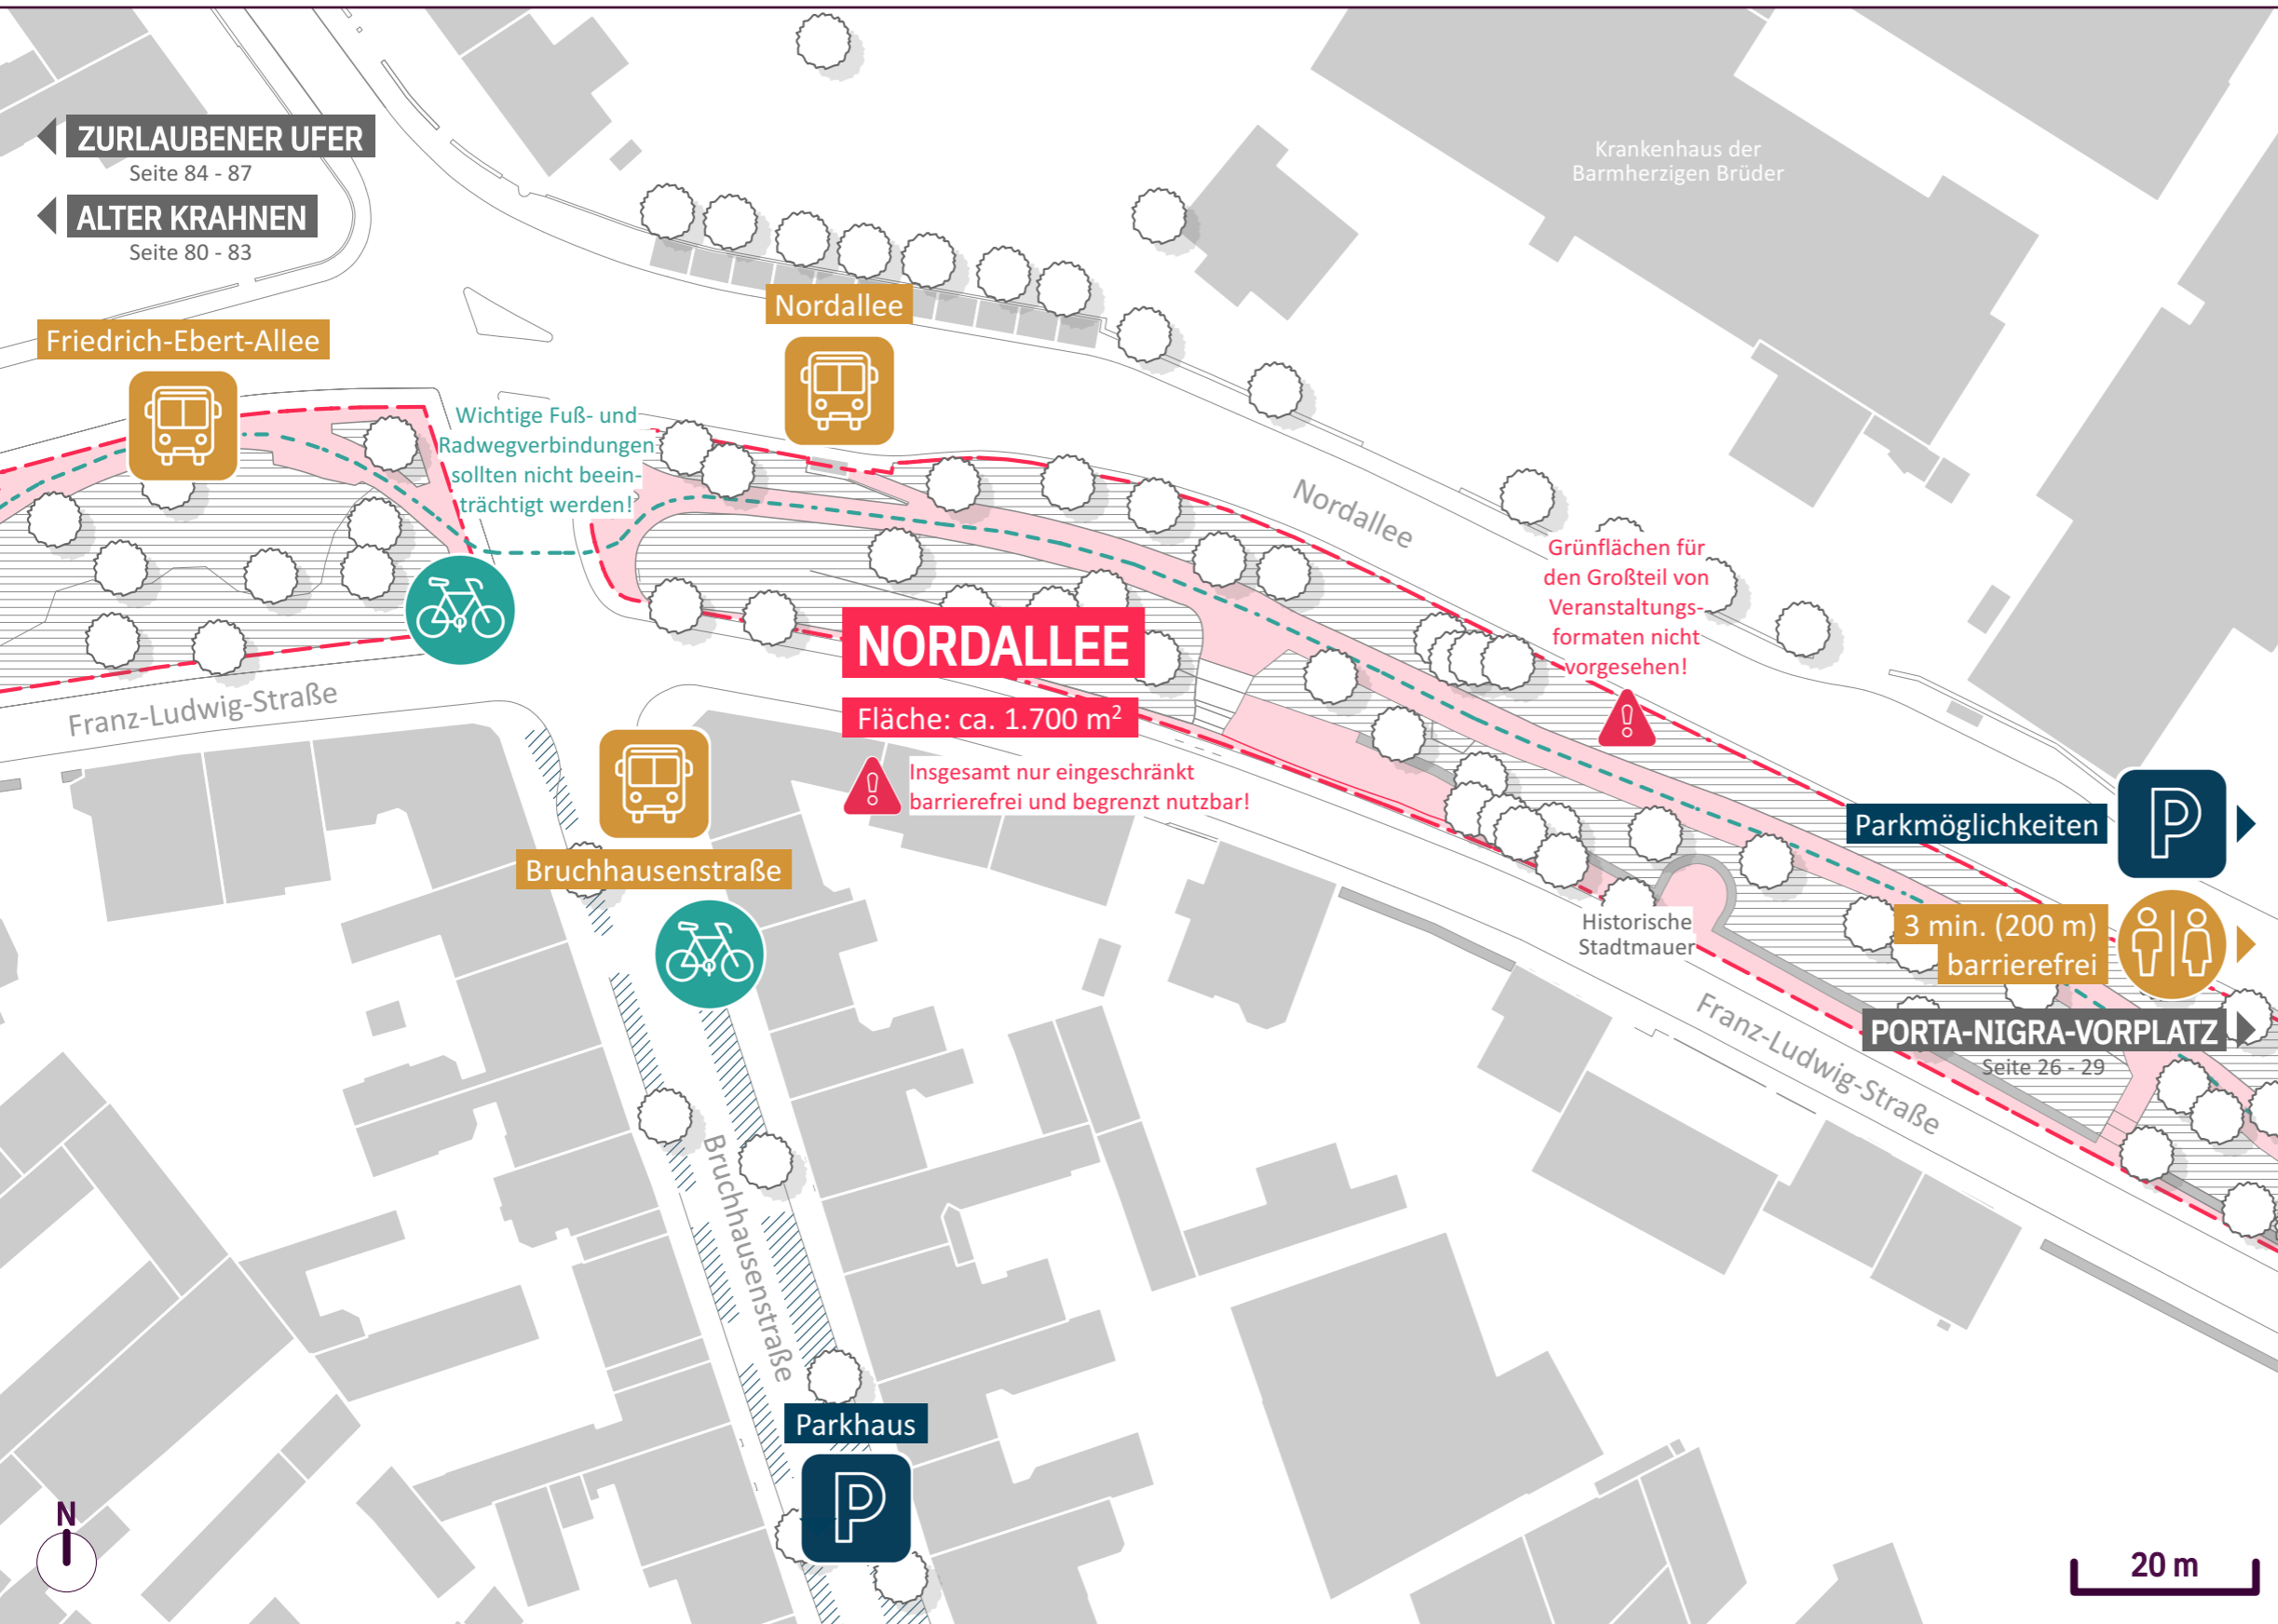 ZURLAUBENER UFER
Seite 84 - 87
ALTER KRAHNEN
Seite 80 - 83
Krankenhaus der
Barmherzigen Brüder
Nordallee
Friedrich-Ebert-Allee
Wichtige Fuß- und
Radwegverbindungen
sollten nicht beein-
trächtigt werden!
Nordallee
Grünflächen für
den Großteil von
Veranstaltungs-
formaten nicht
vorgesehen!
NORDALLEE
Fläche: ca. 1.700 m²
Insgesamt nur eingeschränkt
barrierefrei und begrenzt nutzbar!
Franz-Ludwig-Straße
Parkmöglichkeiten
P
Bruchhausenstraße
Historische
Stadtmauer
3 min. (200 m)
barrierefrei
PORTA-NIGRA-VORPLATZ
Seite 26 - 29
Franz-Ludwig-Straße
Bruchhausenstraße
Parkhaus
P
N
20 m